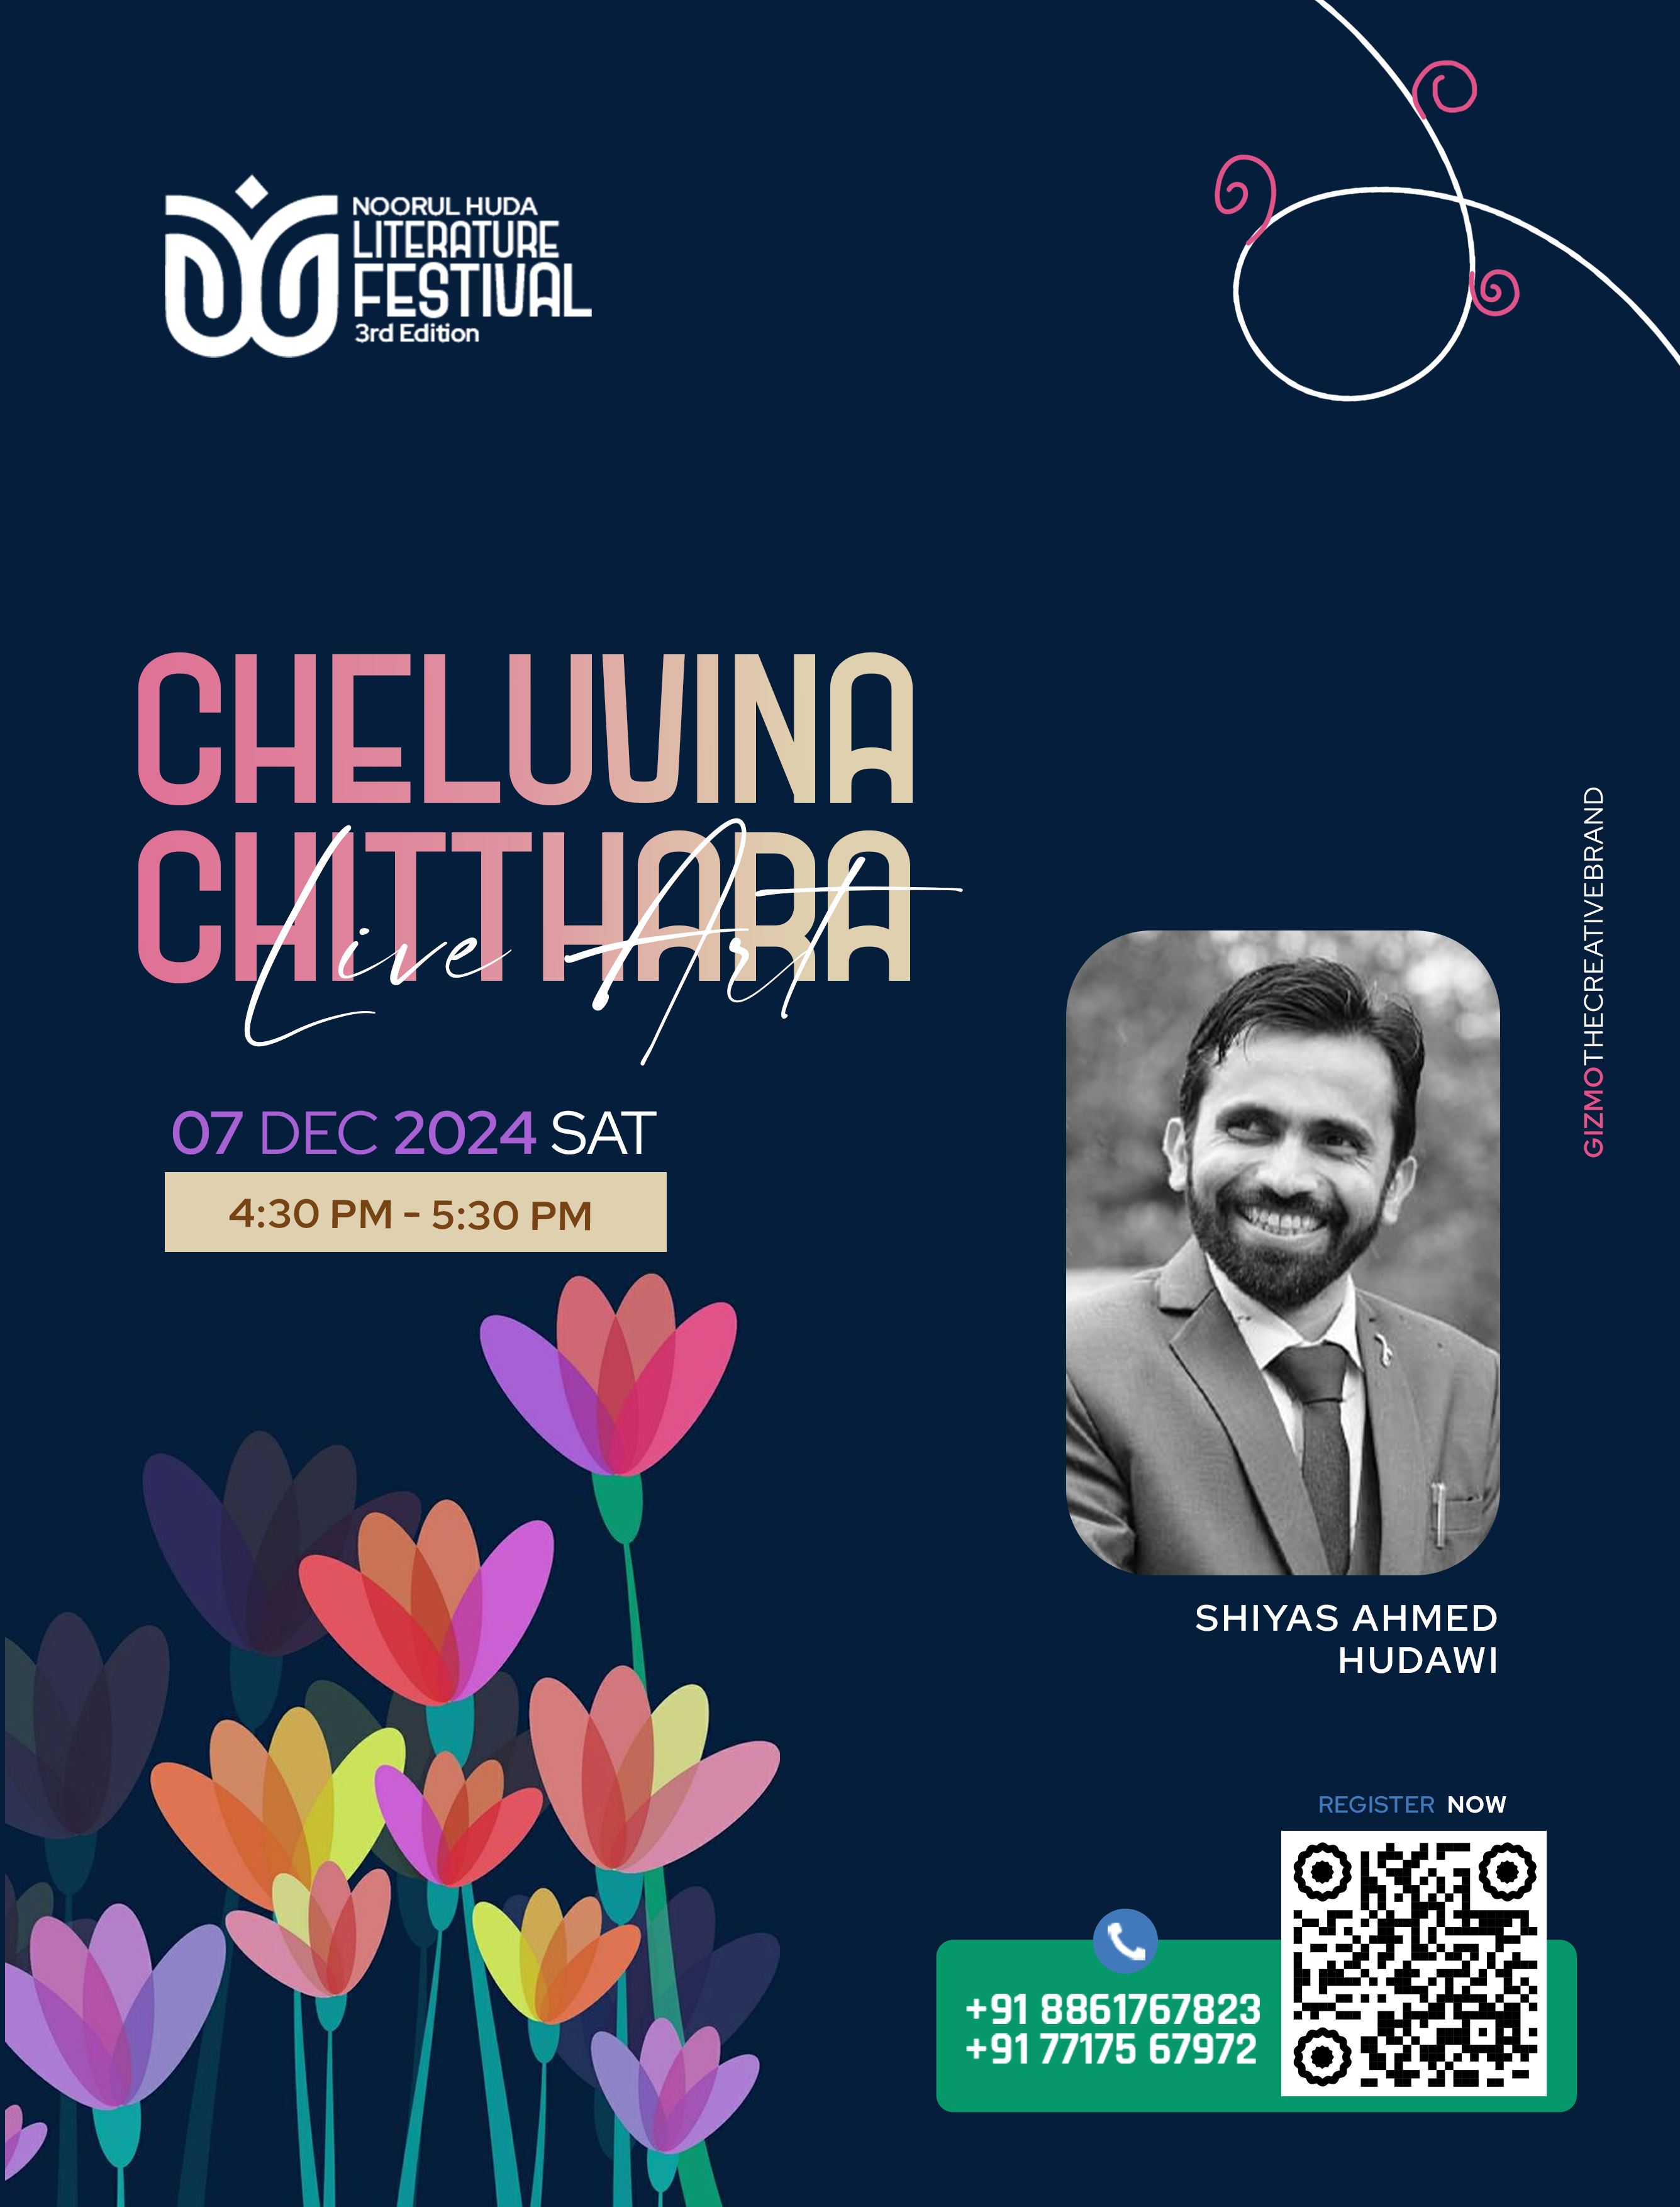 NOORUL HUDA
LITERATURE
FESTIVAL
3rd Edition
CHELUVINA
CHITTHARA
Live Art
07 DEC 2024 SAT
4:30 PM - 5:30 PM
GIZMOTHECREATIVEBRAND
SHIYAS AHMED
HUDAWI
REGISTER NOW
+91 8861767823
+91 77175 67972